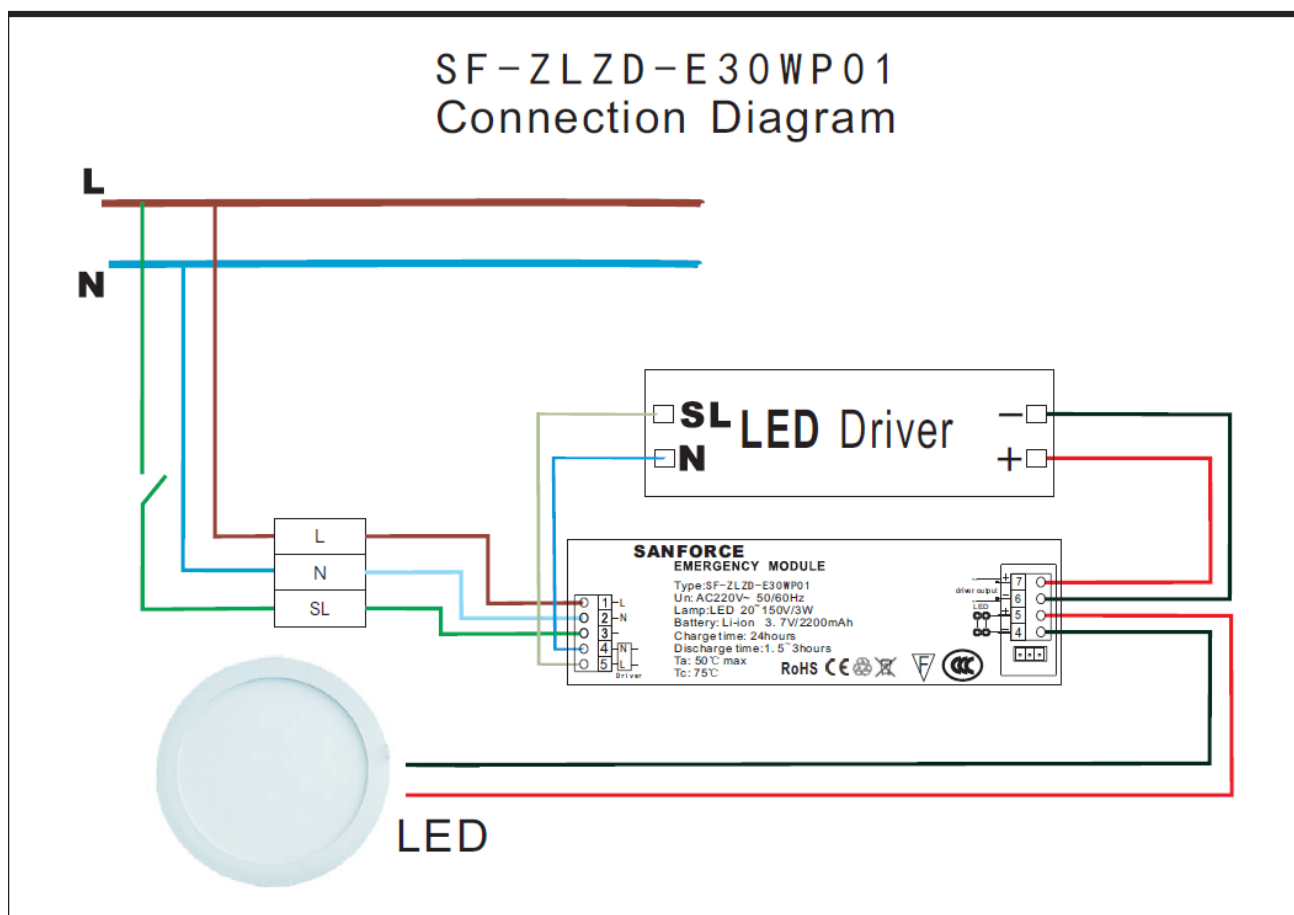 SF-ZLZD-E30WP01
Connection Diagram
L
N
SL LED Driver -
N +
L
N
SL
SANFORCE
EMERGENCY MODULE
Type:SF-ZLZD-E30WP01
Un: AC220V~ 50/60Hz
Lamp:LED 20~150V/3W
Battery: Li-ion 3. 7V/2200mAh
Charge time: 24hours
Discharge time:1. 5~3hours
Ta: 50℃ max
Tc: 75℃
RoHS CE F CCC
1 L
2 N
3
4 N
5 L
Driver
+ 7
driver output
- 6
LED + 5
- 4
LED